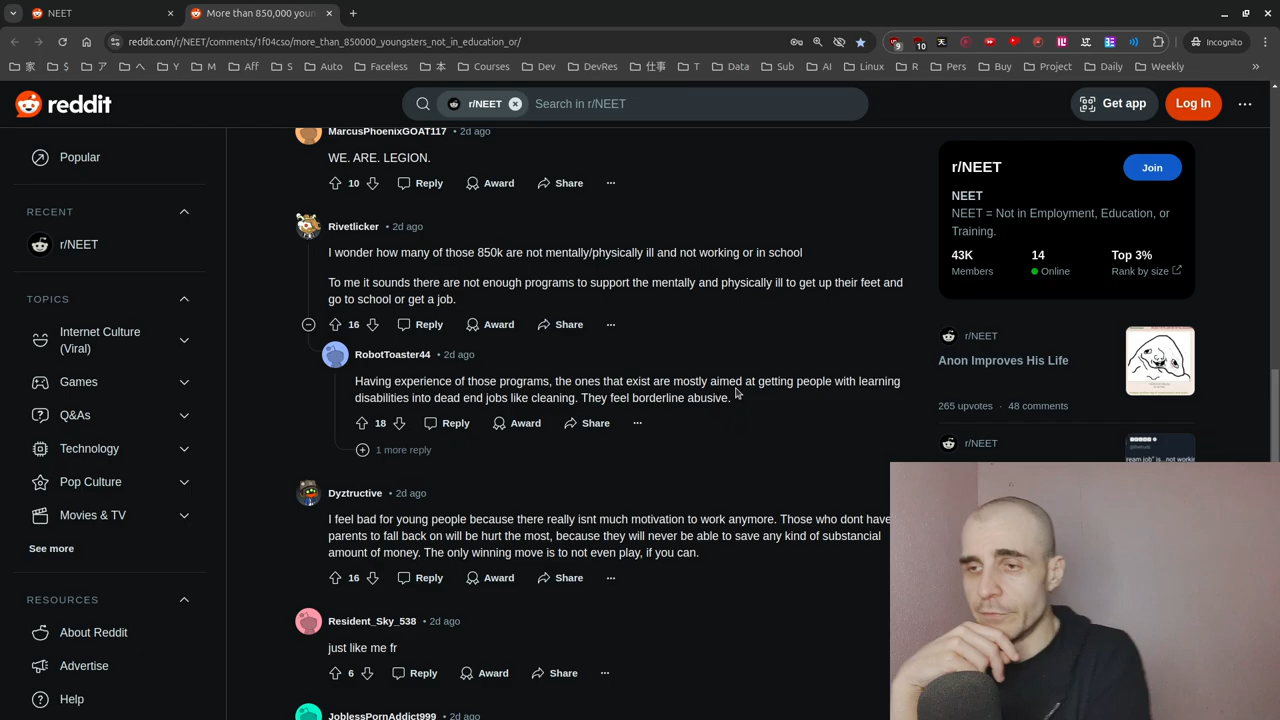 NEET
More than 850,000 youn
reddit.com/r/NEET/comments/1f04cso/more_than_850000_youngsters_not_in_education_or/
9
10
Incognito
家
$
ア
へ
Y
M
Aff
S
Auto
Faceless
本
Courses
Dev
DevRes
仕事
T
Data
Sub
AI
Linux
R
Pers
Buy
Project
Daily
Weekly
»
reddit
r/NEET
Search in r/NEET
Get app
Log In
Popular
RECENT
r/NEET
TOPICS
Internet Culture
(Viral)
Games
Q&As
Technology
Pop Culture
Movies & TV
See more
RESOURCES
About Reddit
Advertise
Help
MarcusPhoenixGOAT117 • 2d ago
WE. ARE. LEGION.
10 Reply Award Share
Rivetlicker • 2d ago
I wonder how many of those 850k are not mentally/physically ill and not working or in school
To me it sounds there are not enough programs to support the mentally and physically ill to get up their feet and
go to school or get a job.
16 Reply Award Share
RobotToaster44 • 2d ago
Having experience of those programs, the ones that exist are mostly aimed at getting people with learning
disabilities into dead end jobs like cleaning. They feel borderline abusive.
18 Reply Award Share
1 more reply
Dyztructive • 2d ago
I feel bad for young people because there really isnt much motivation to work anymore. Those who dont have
parents to fall back on will be hurt the most, because they will never be able to save any kind of substancial
amount of money. The only winning move is to not even play, if you can.
16 Reply Award Share
Resident_Sky_538 • 2d ago
just like me fr
6 Reply Award Share
JoblessPornAddict999 • 2d ago
r/NEET
Join
NEET
NEET = Not in Employment, Education, or
Training.
43K
14
Top 3%
Members
Online
Rank by size
r/NEET
Anon Improves His Life
265 upvotes • 48 comments
r/NEET